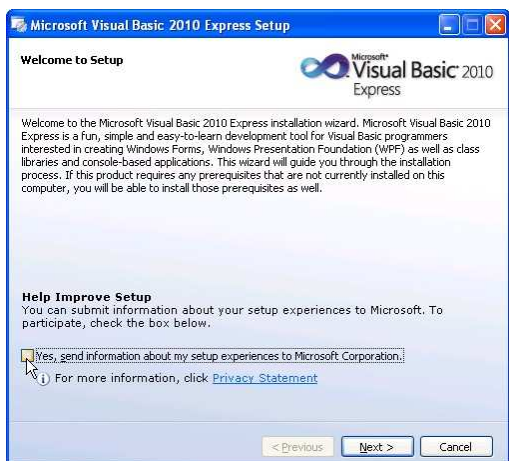 Microsoft Visual Basic 2010 Express Setup
Welcome to Setup
Microsoft
Visual Basic 2010
Express
Welcome to the Microsoft Visual Basic 2010 Express installation wizard. Microsoft Visual Basic 2010
Express is a fun, simple and easy-to-learn development tool for Visual Basic programmers
interested in creating Windows Forms, Windows Presentation Foundation (WPF) as well as class
libraries and console-based applications. This wizard will guide you through the installation
process. If this product requires any prerequisites that are not currently installed on this
computer, you will be able to install those prerequisites as well.
Help Improve Setup
You can submit information about your setup experiences to Microsoft. To
participate, check the box below.
Yes, send information about my setup experiences to Microsoft Corporation.
For more information, click Privacy Statement
< Previous Next > Cancel